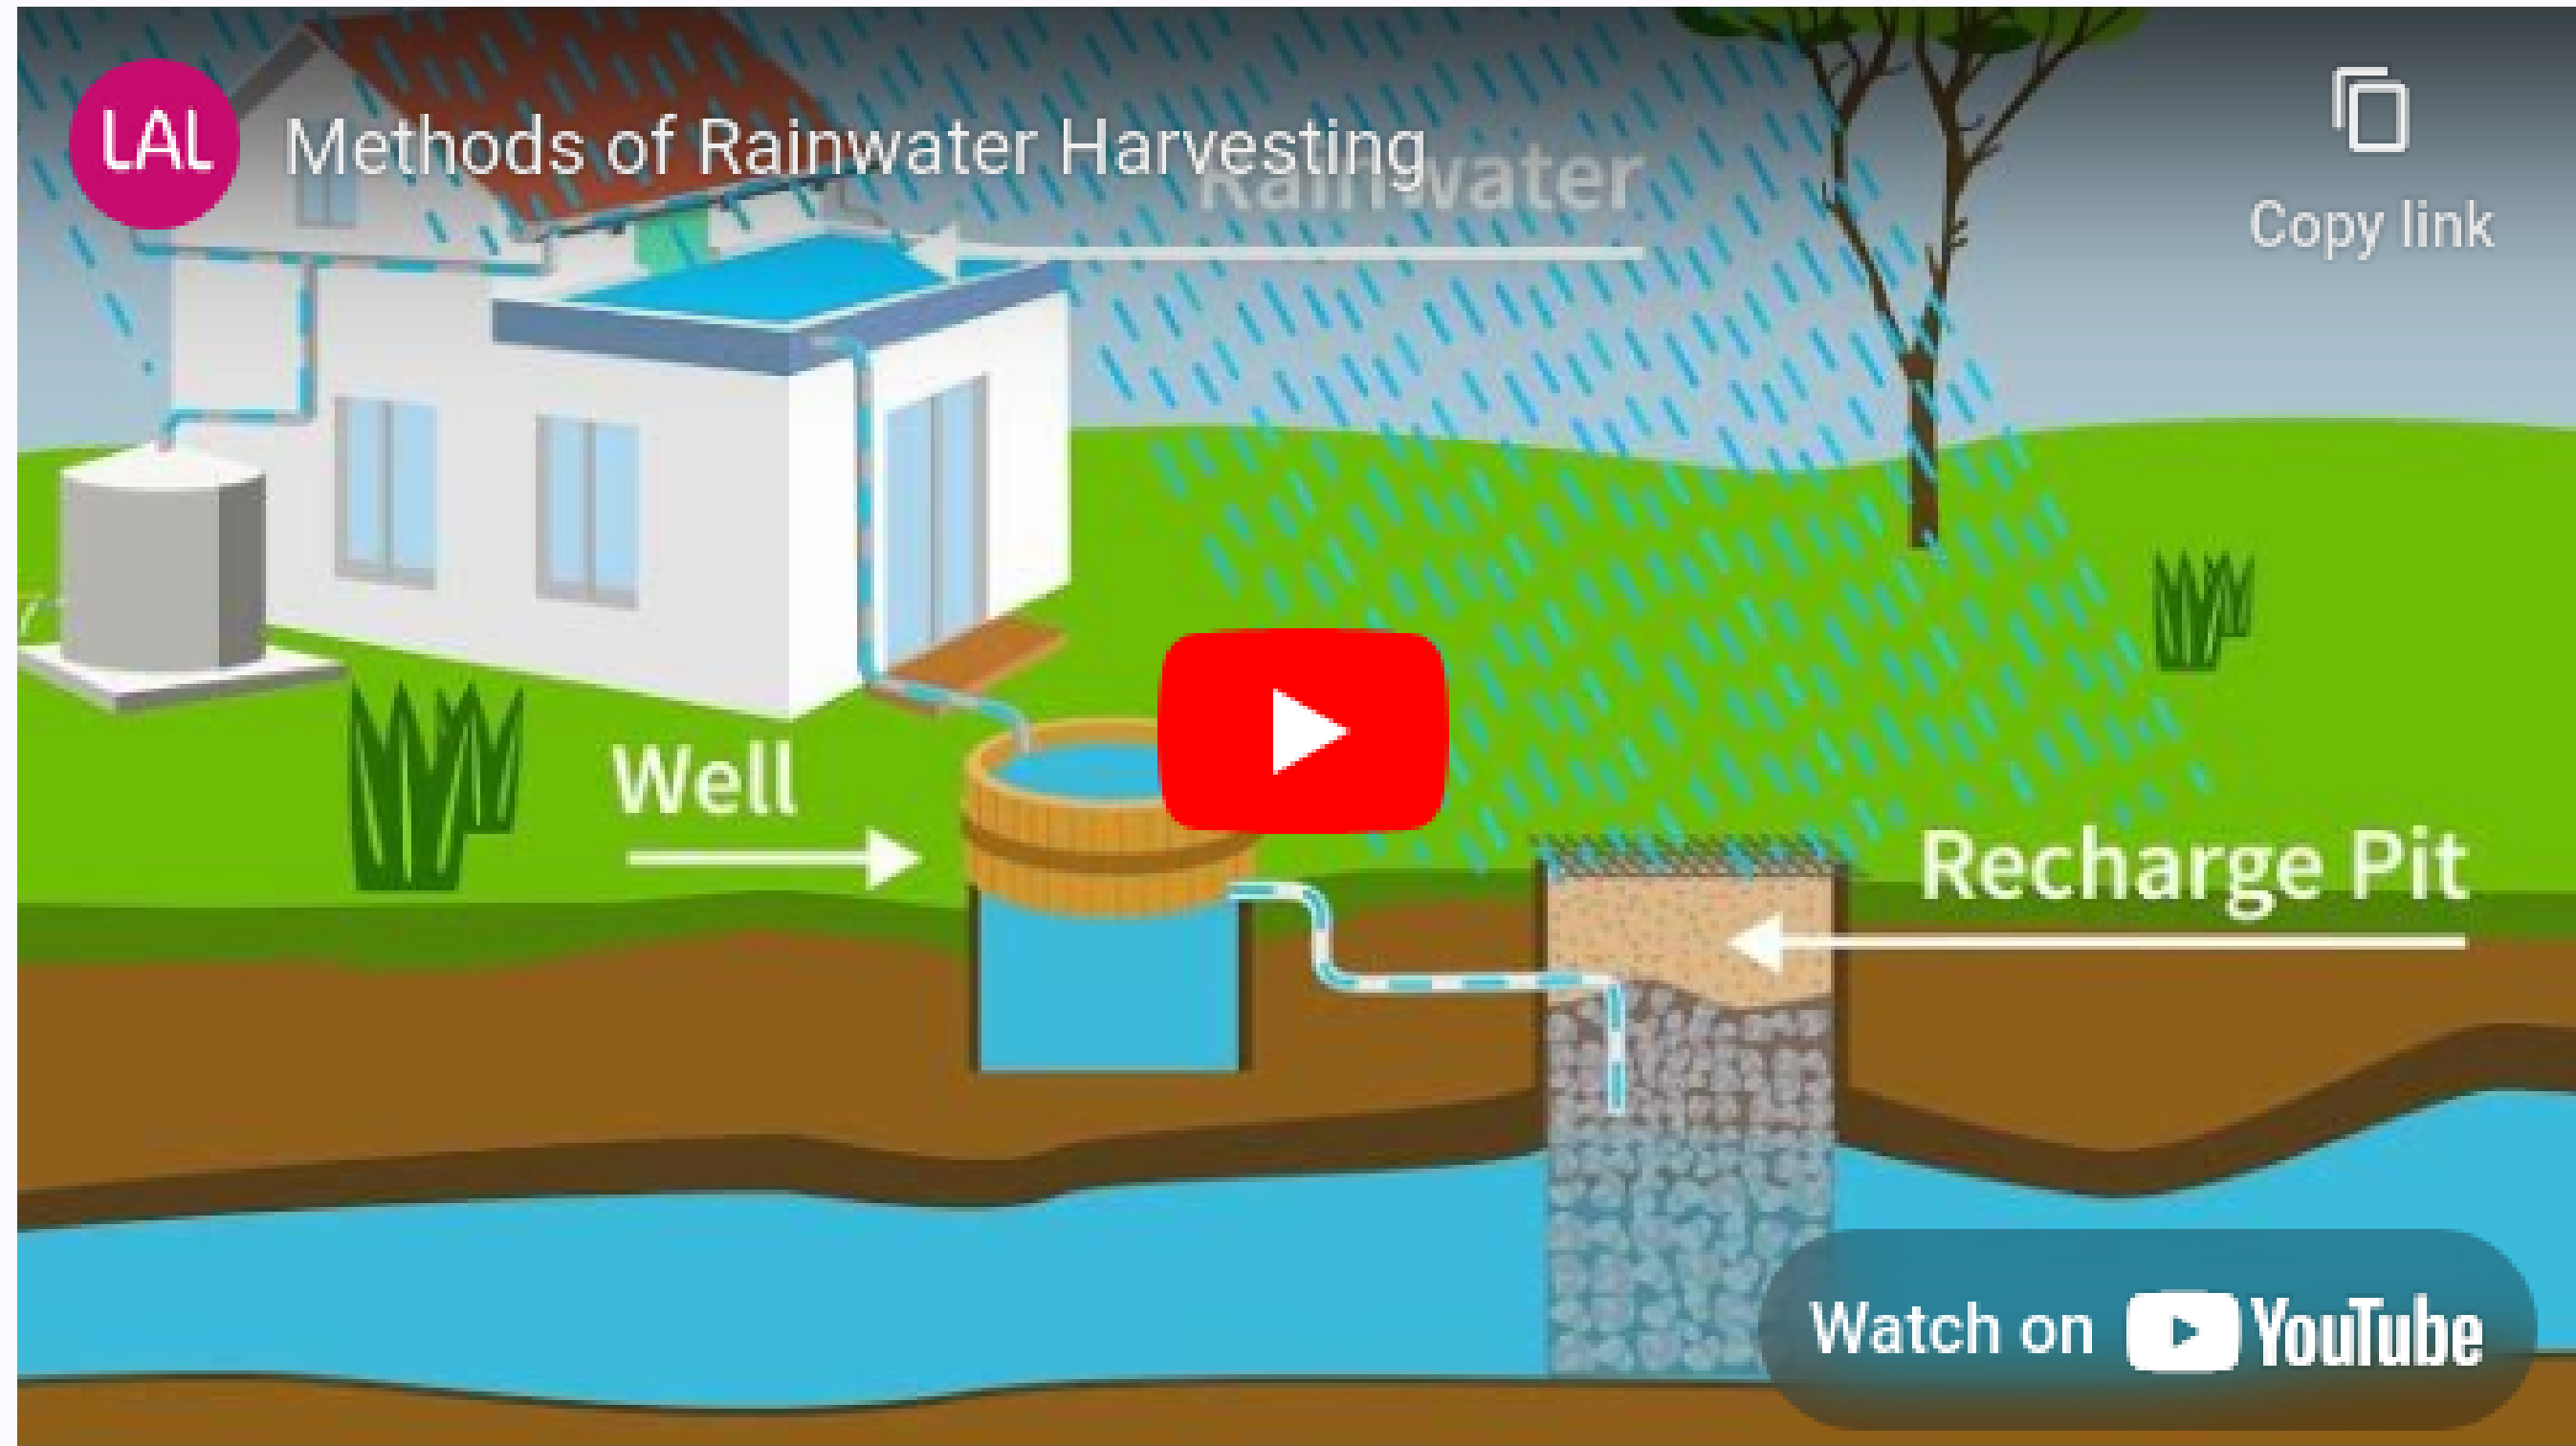 LAL
Methods of Rainwater Harvesting
Rainwater
Copy link
Well
Recharge Pit
Watch on YouTube